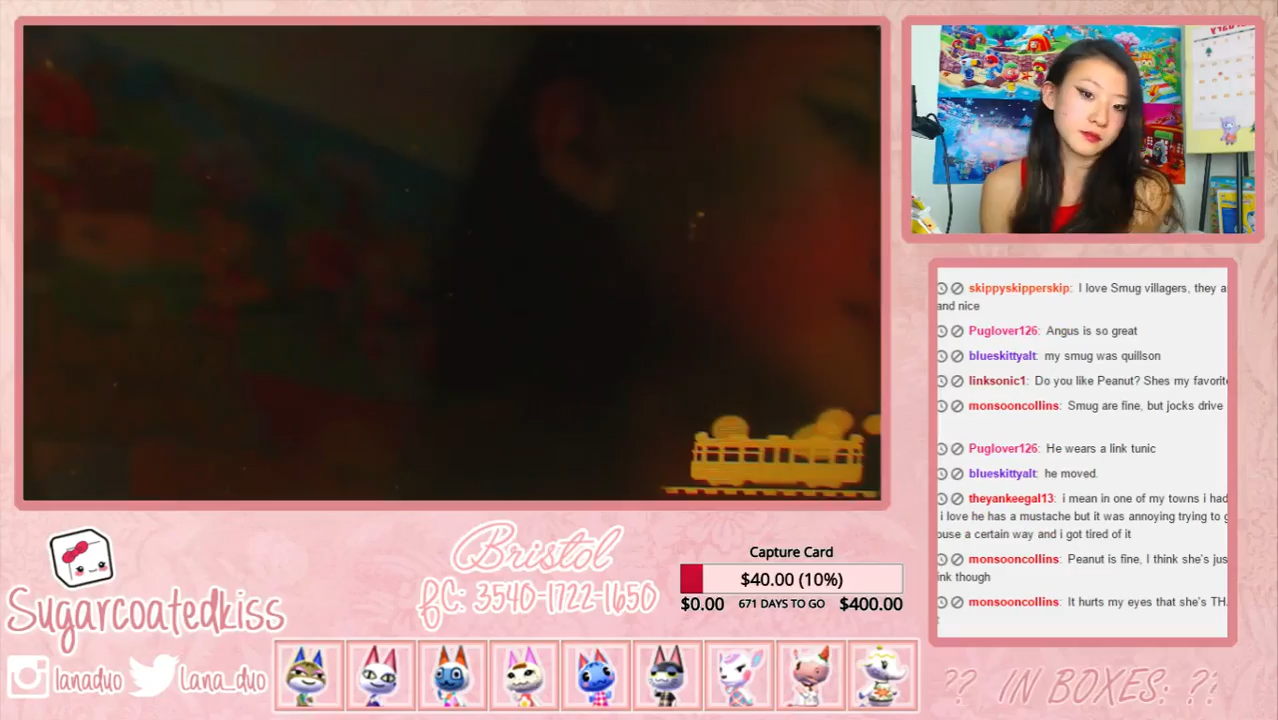 skippyskipperskip: I love Smug villagers, they a
and nice
Puglover126: Angus is so great
blueskittyalt: my smug was quillson
linksonic1: Do you like Peanut? Shes my favorite
monsooncollins: Smug are fine, but jocks drive
Puglover126: He wears a link tunic
blueskittyalt: he moved.
theyankeegal13: i mean in one of my towns i had
i love he has a mustache but it was annoying trying to g
ouse a certain way and i got tired of it
monsooncollins: Peanut is fine, I think she's jus
ink though
monsooncollins: It hurts my eyes that she's TH
Bristol
fC: 3540-1722-1650
Capture Card
$40.00 (10%)
$0.00 671 DAYS TO GO $400.00
Sugarcoatedkiss
lanaduo Lana_duo
?? IN BOXES: ??